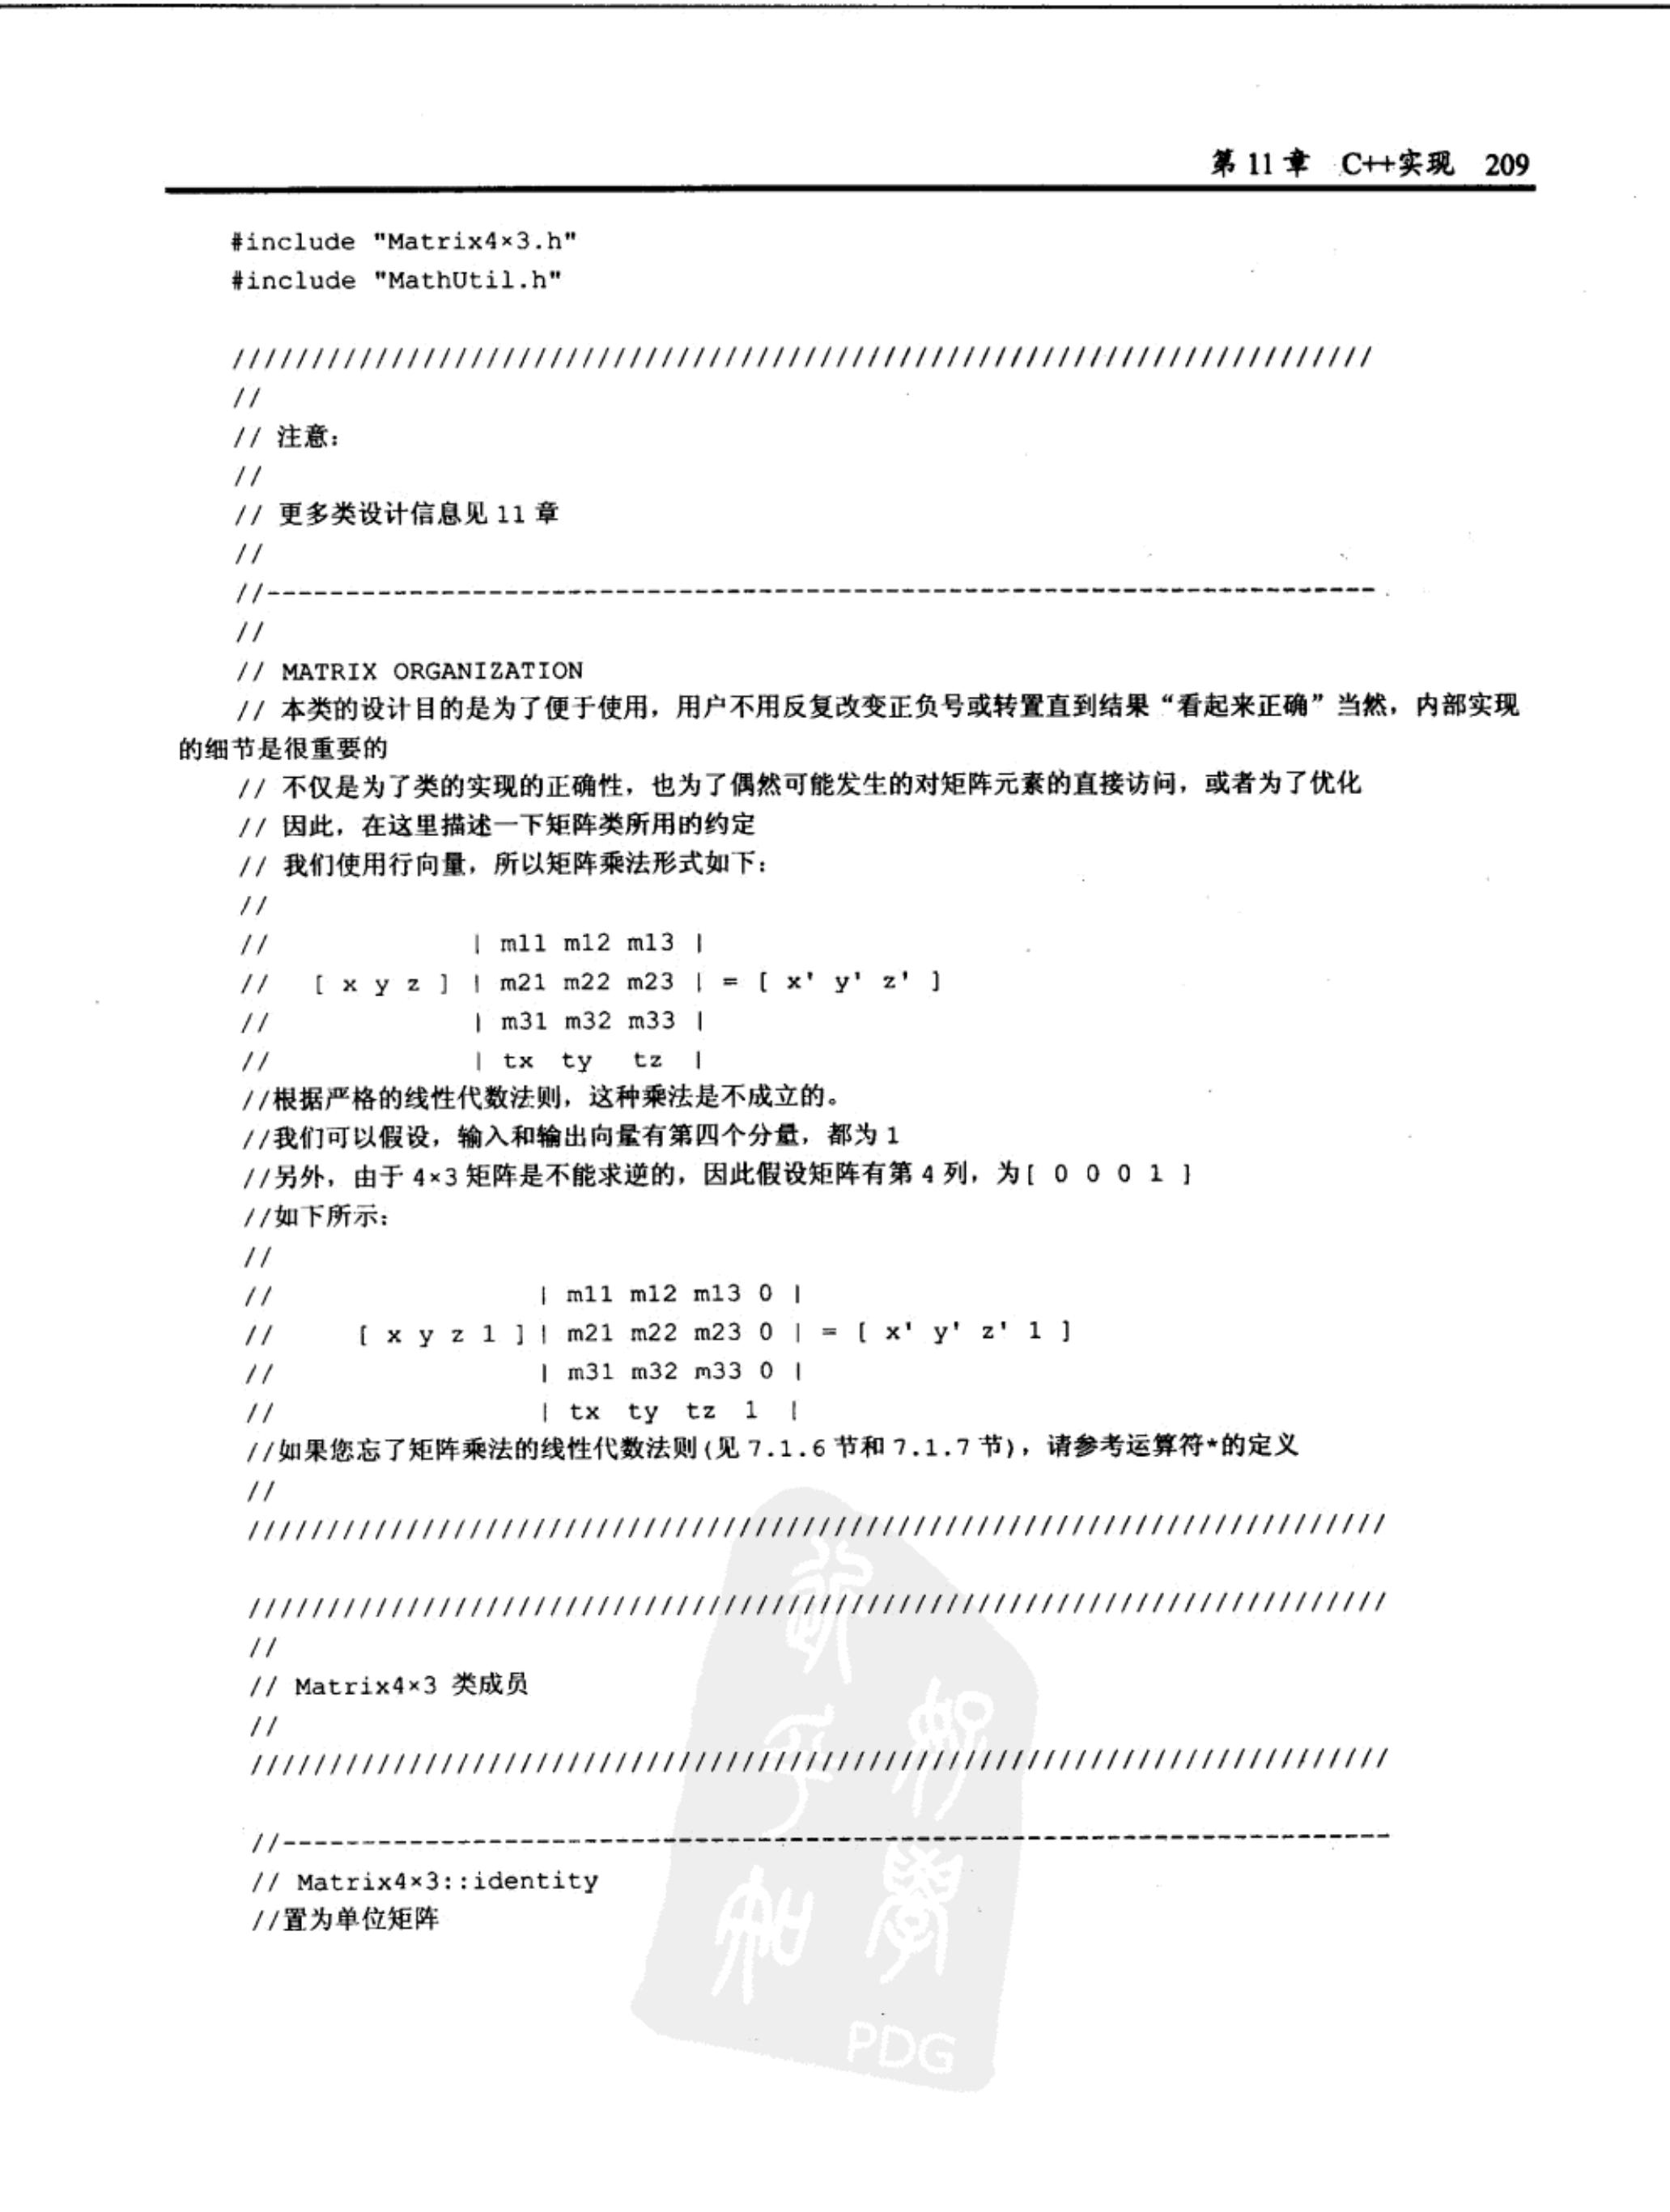 第 11 章 C++实现 209
#include "Matrix4×3.h"
#include "MathUtil.h"
////////////////////////////////////////////////////////////////////////
//
// 注意：
//
// 更多类设计信息见 11 章
//
//----------------------------------------------------------------------
//
// MATRIX ORGANIZATION
// 本类的设计目的是为了便于使用，用户不用反复改变正负号或转置直到结果“看起来正确”当然，内部实现
的细节是很重要的
// 不仅是为了类的实现的正确性，也为了偶然可能发生的对矩阵元素的直接访问，或者为了优化
// 因此，在这里描述一下矩阵类所用的约定
// 我们使用行向量，所以矩阵乘法形式如下：
//
// | m11 m12 m13 |
// [ x y z ] | m21 m22 m23 | = [ x' y' z' ]
// | m31 m32 m33 |
// | tx ty tz |
//根据严格的线性代数法则，这种乘法是不成立的。
//我们可以假设，输入和输出向量有第四个分量，都为 1
//另外，由于 4×3 矩阵是不能求逆的，因此假设矩阵有第 4 列，为[ 0 0 0 1 ]
//如下所示：
//
// | m11 m12 m13 0 |
// [ x y z 1 ]| m21 m22 m23 0 | = [ x' y' z' 1 ]
// | m31 m32 m33 0 |
// | tx ty tz 1 |
//如果您忘了矩阵乘法的线性代数法则(见 7.1.6 节和 7.1.7 节)，请参考运算符*的定义
//
////////////////////////////////////////////////////////////////////////
////////////////////////////////////////////////////////////////////////
//
// Matrix4×3 类成员
//
////////////////////////////////////////////////////////////////////////
//----------------------------------------------------------------------
// Matrix4×3::identity
//置为单位矩阵
PDG